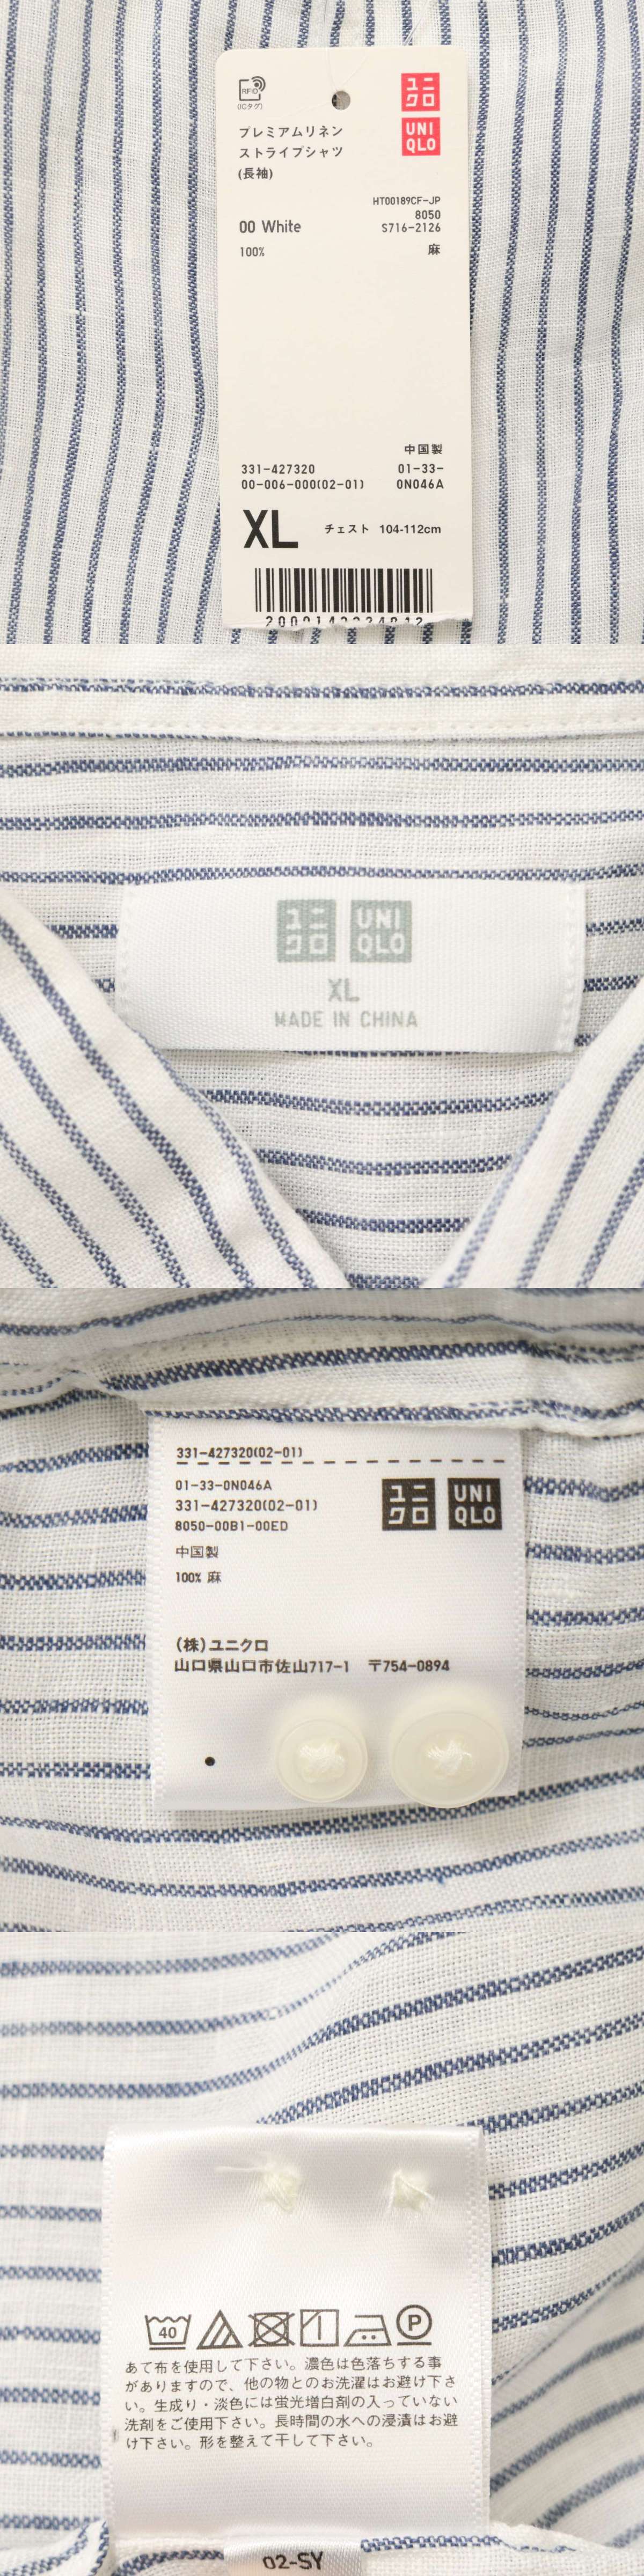 RFID
(ICタグ)
ユニ
クロ
UNI
QLO
プレミアムリネン
ストライプシャツ
(長袖)
HT00189CF-JP
8050
00 White
S716-2126
100%
麻
中国製
331-427320
01-33-
00-006-000(02-01)
0N046A
XL
チェスト 104-112cm
ユニ
クロ
UNI
QLO
XL
MADE IN CHINA
331-427320(02-01)
01-33-0N046A
331-427320(02-01)
8050-00B1-00ED
ユニ
クロ
UNI
QLO
中国製
100% 麻
(株)ユニクロ
山口県山口市佐山717-1 〒754-0894
40
P
あて布を使用して下さい。濃色は色落ちする事
がありますので、他の物とのお洗濯はお避け下さ
い。生成り・淡色には蛍光増白剤の入っていない
洗剤をご使用下さい。長時間の水への浸漬はお避
け下さい。形を整えて干して下さい。
02-SY